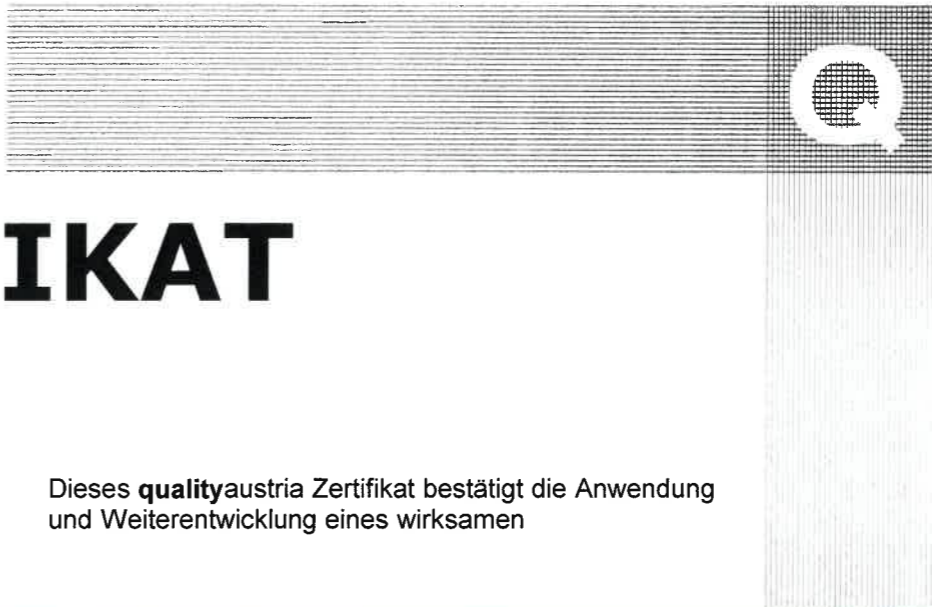 Q
IKAT
Dieses qualityaustria Zertifikat bestätigt die Anwendung
und Weiterentwicklung eines wirksamen